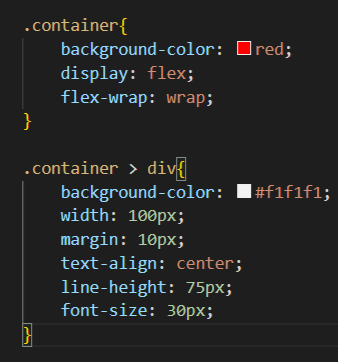 .container{
background-color: red;
display: flex;
flex-wrap: wrap;
}
.container > div{
background-color: #f1f1f1;
width: 100px;
margin: 10px;
text-align: center;
line-height: 75px;
font-size: 30px;
}